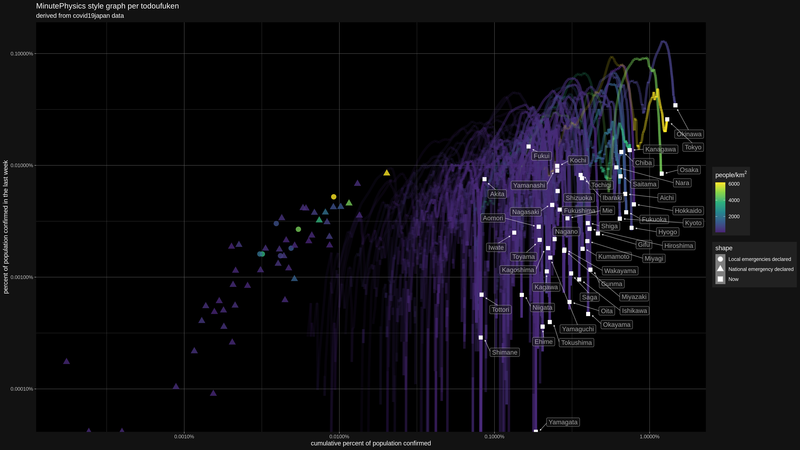 MinutePhysics style graph per todoufuken
derived from covid19japan data
percent of population confirmed in the last week
0.10000%
0.01000%
0.00100%
0.00010%
Okinawa
Tokyo
Kanagawa
Fukui
Kochi
Chiba
Osaka
Yamanashi
Tochigi
Saitama
Nara
Akita
Shizuoka
Ibaraki
Aichi
Nagasaki
Fukushima
Mie
Hokkaido
Aomori
Fukuoka
Kyoto
Shiga
Nagano
Hyogo
Iwate
Gifu
Hiroshima
Toyama
Kumamoto
Miyagi
Kagoshima
Wakayama
Kagawa
Gunma
Saga
Miyazaki
Tottori
Niigata
Oita
Ishikawa
Yamaguchi
Okayama
Ehime
Tokushima
Shimane
Yamagata
people/km²
6000
4000
2000
shape
Local emergencies declared
National emergency declared
Now
0.0010%
0.0100%
0.1000%
1.0000%
cumulative percent of population confirmed